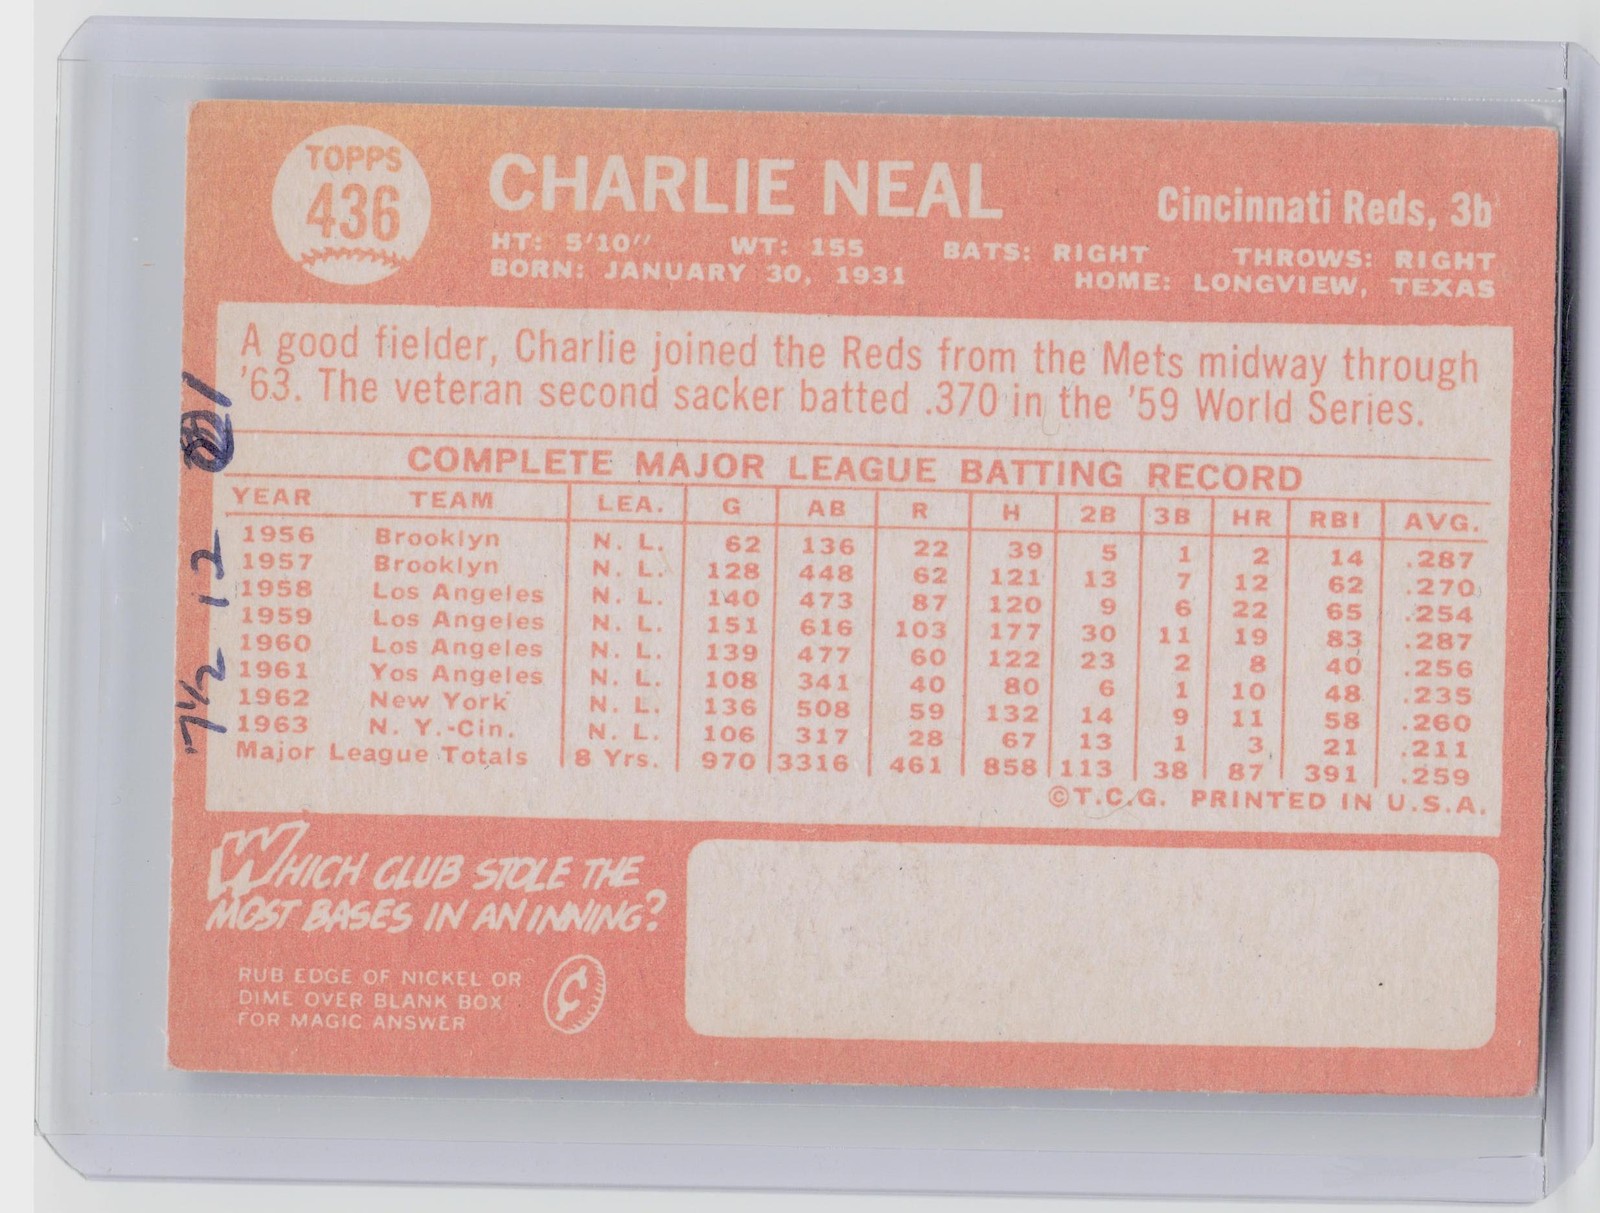 TOPPS
436
CHARLIE NEAL
Cincinnati Reds, 3b
HT: 5'10" WT: 155 BATS: RIGHT THROWS: RIGHT
BORN: JANUARY 30, 1931 HOME: LONGVIEW, TEXAS
A good fielder, Charlie joined the Reds from the Mets midway through
'63. The veteran second sacker batted .370 in the '59 World Series.
COMPLETE MAJOR LEAGUE BATTING RECORD
YEAR TEAM LEA. G AB R H 2B 3B HR RBI AVG.
1956 Brooklyn N. L. 62 136 22 39 5 1 2 14 .287
1957 Brooklyn N. L. 128 448 62 121 13 7 12 62 .270
1958 Los Angeles N. L. 140 473 87 120 9 6 22 65 .254
1959 Los Angeles N. L. 151 616 103 177 30 11 19 83 .287
1960 Los Angeles N. L. 139 477 60 122 23 2 8 40 .256
1961 Yos Angeles N. L. 108 341 40 80 6 1 10 48 .235
1962 New York N. L. 136 508 59 132 14 9 11 58 .260
1963 N. Y.-Cin. N. L. 106 317 28 67 13 1 3 21 .211
Major League Totals 8 Yrs. 970 3316 461 858 113 38 87 391 .259
©T.C.G. PRINTED IN U.S.A.
WHICH CLUB STOLE THE
MOST BASES IN AN INNING?
RUB EDGE OF NICKEL OR
DIME OVER BLANK BOX
FOR MAGIC ANSWER
¢
7½ 12